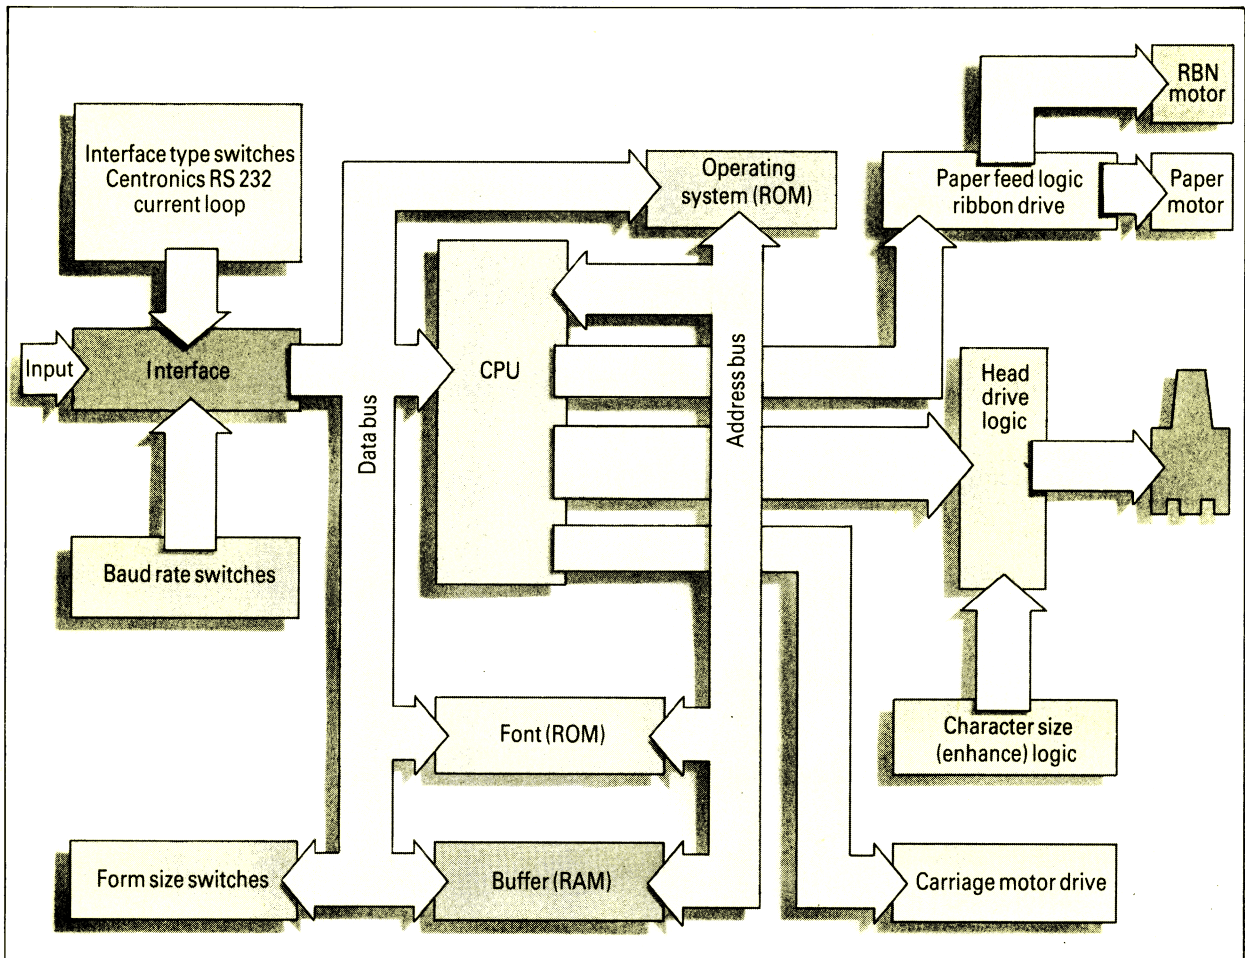 RBN
motor
Interface type switches
Centronics RS 232
current loop
Operating
system (ROM)
Paper feed logic
ribbon drive
Paper
motor
Input
Interface
CPU
Data bus
Address bus
Head
drive
logic
Baud rate switches
Font (ROM)
Character size
(enhance) logic
Form size switches
Buffer (RAM)
Carriage motor drive